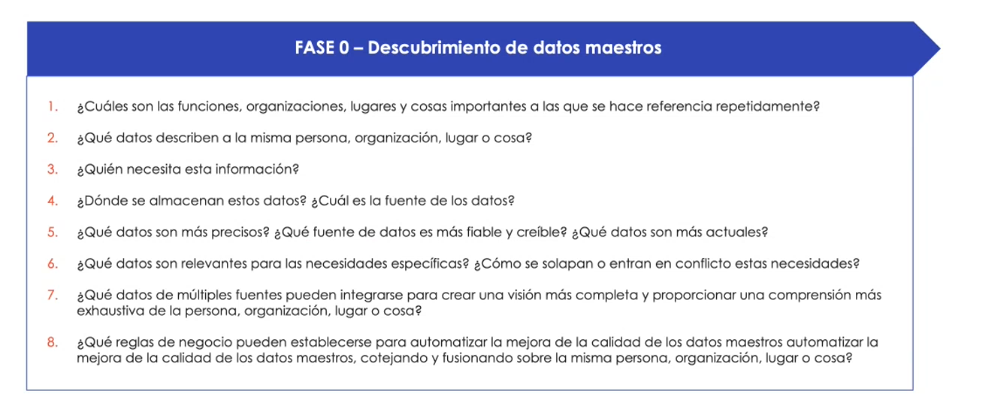 FASE 0 – Descubrimiento de datos maestros
1. ¿Cuáles son las funciones, organizaciones, lugares y cosas importantes a las que se hace referencia repetidamente?
2. ¿Qué datos describen a la misma persona, organización, lugar o cosa?
3. ¿Quién necesita esta información?
4. ¿Dónde se almacenan estos datos? ¿Cuál es la fuente de los datos?
5. ¿Qué datos son más precisos? ¿Qué fuente de datos es más fiable y creíble? ¿Qué datos son más actuales?
6. ¿Qué datos son relevantes para las necesidades específicas? ¿Cómo se solapan o entran en conflicto estas necesidades?
7. ¿Qué datos de múltiples fuentes pueden integrarse para crear una visión más completa y proporcionar una comprensión más
exhaustiva de la persona, organización, lugar o cosa?
8. ¿Qué reglas de negocio pueden establecerse para automatizar la mejora de la calidad de los datos maestros automatizar la
mejora de la calidad de los datos maestros, cotejando y fusionando sobre la misma persona, organización, lugar o cosa?